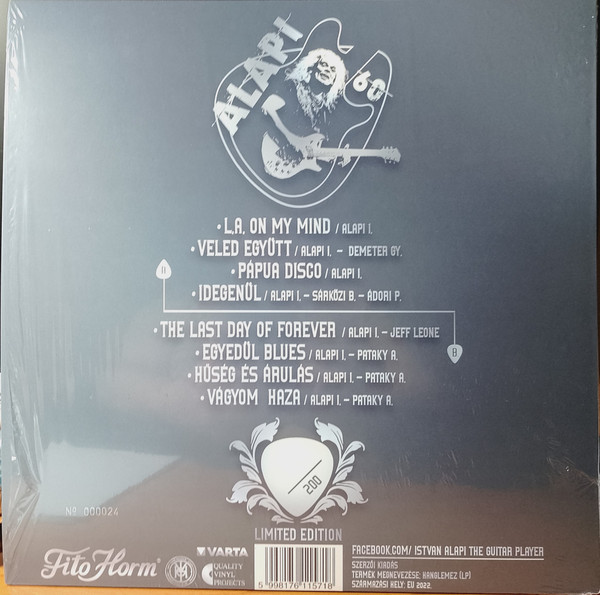 ALAPI
60
• L.A. ON MY MIND / ALAPI I.
• VELED EGYÜTT / ALAPI I. – DEMETER GY.
• PÁPUA DISCO / ALAPI I.
• IDEGENÜL / ALAPI I. – SÁRKÖZI B. – ÁDORI P.
A
• THE LAST DAY OF FOREVER / ALAPI I. – JEFF LEONE
• EGYEDÜL BLUES / ALAPI I. – PATAKY A.
• HŰSÉG ÉS ÁRULÁS / ALAPI I. – PATAKY A.
• VÁGYOM HAZA / ALAPI I. – PATAKY A.
B
200
LIMITED EDITION
Nº 000024
Fito Horm®
VARTA
QUALITY
VINYL
PROJECTS
5 998176 115718
FACEBOOK.COM/ ISTVAN ALAPI THE GUITAR PLAYER
SZERZŐI KIADÁS
TERMÉK MEGNEVEZÉSE: HANGLEMEZ (LP)
SZÁRMAZÁSI HELY: EU 2022.